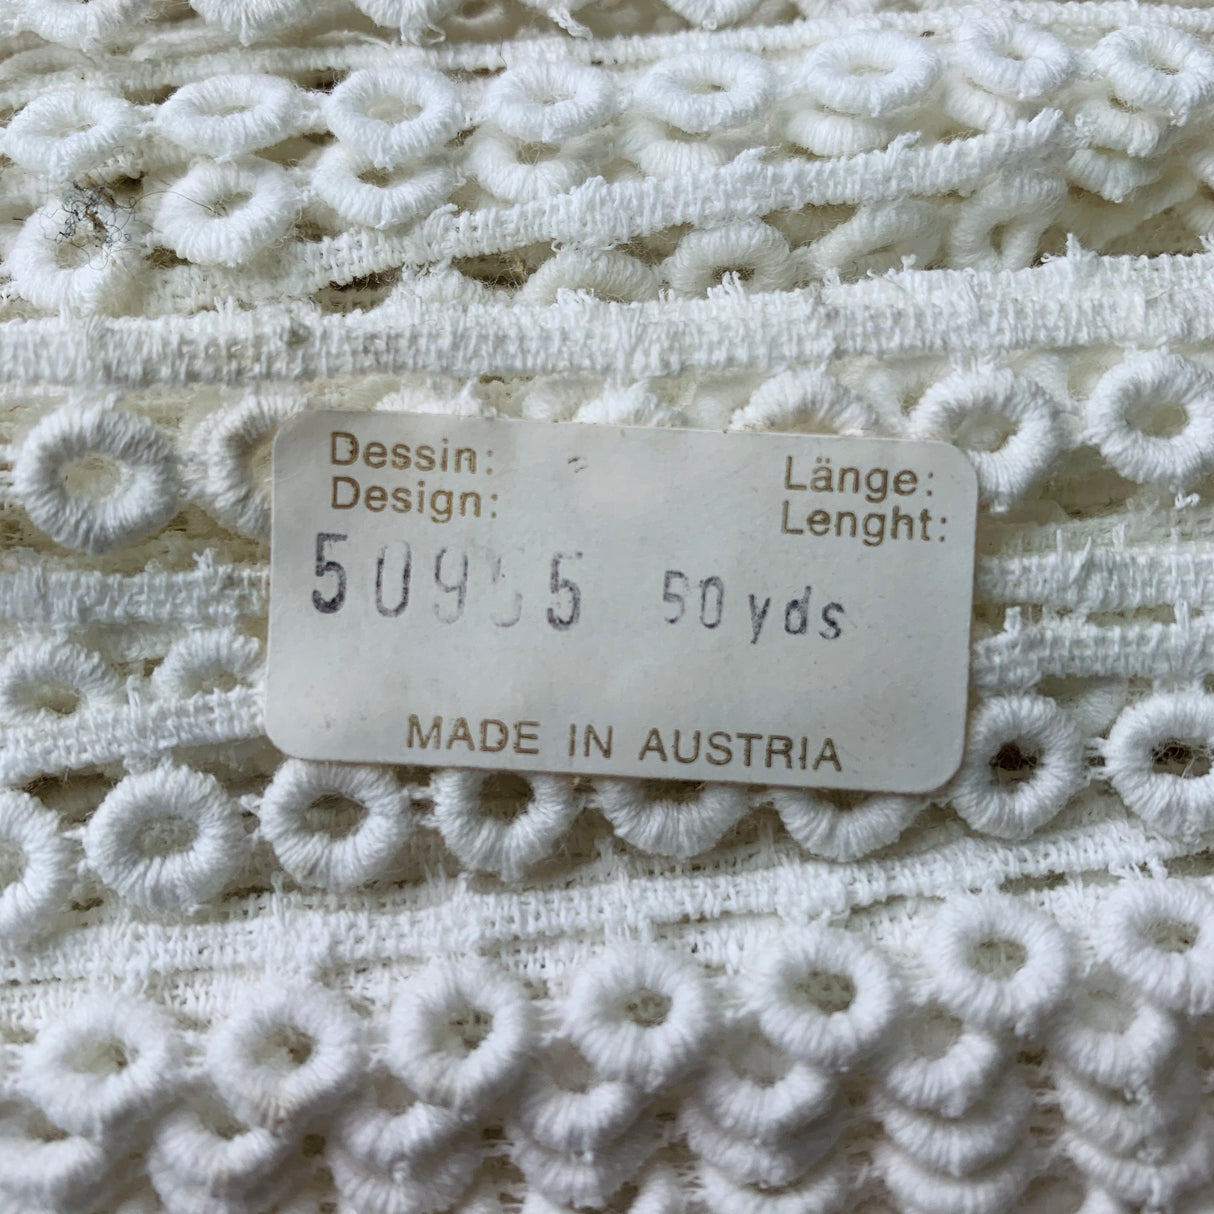 Dessin:
Design:
Länge:
Lenght:
50 yds
MADE IN AUSTRIA